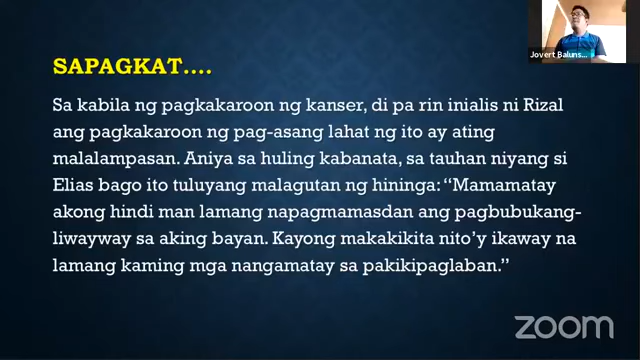 Jovert Baluns...
SAPAGKAT....
Sa kabila ng pagkakaroon ng kanser, di pa rin inialis ni Rizal
ang pagkakaroon ng pag-asang lahat ng ito ay ating
malalampasan. Aniya sa huling kabanata, sa tauhan niyang si
Elias bago ito tuluyang malagutan ng hininga: “Mamamatay
akong hindi man lamang napagmamasdan ang pagbubukang-
liwayway sa aking bayan. Kayong makakikita nito’y ikaway na
lamang kaming mga nangamatay sa pakikipaglaban.”
zoom